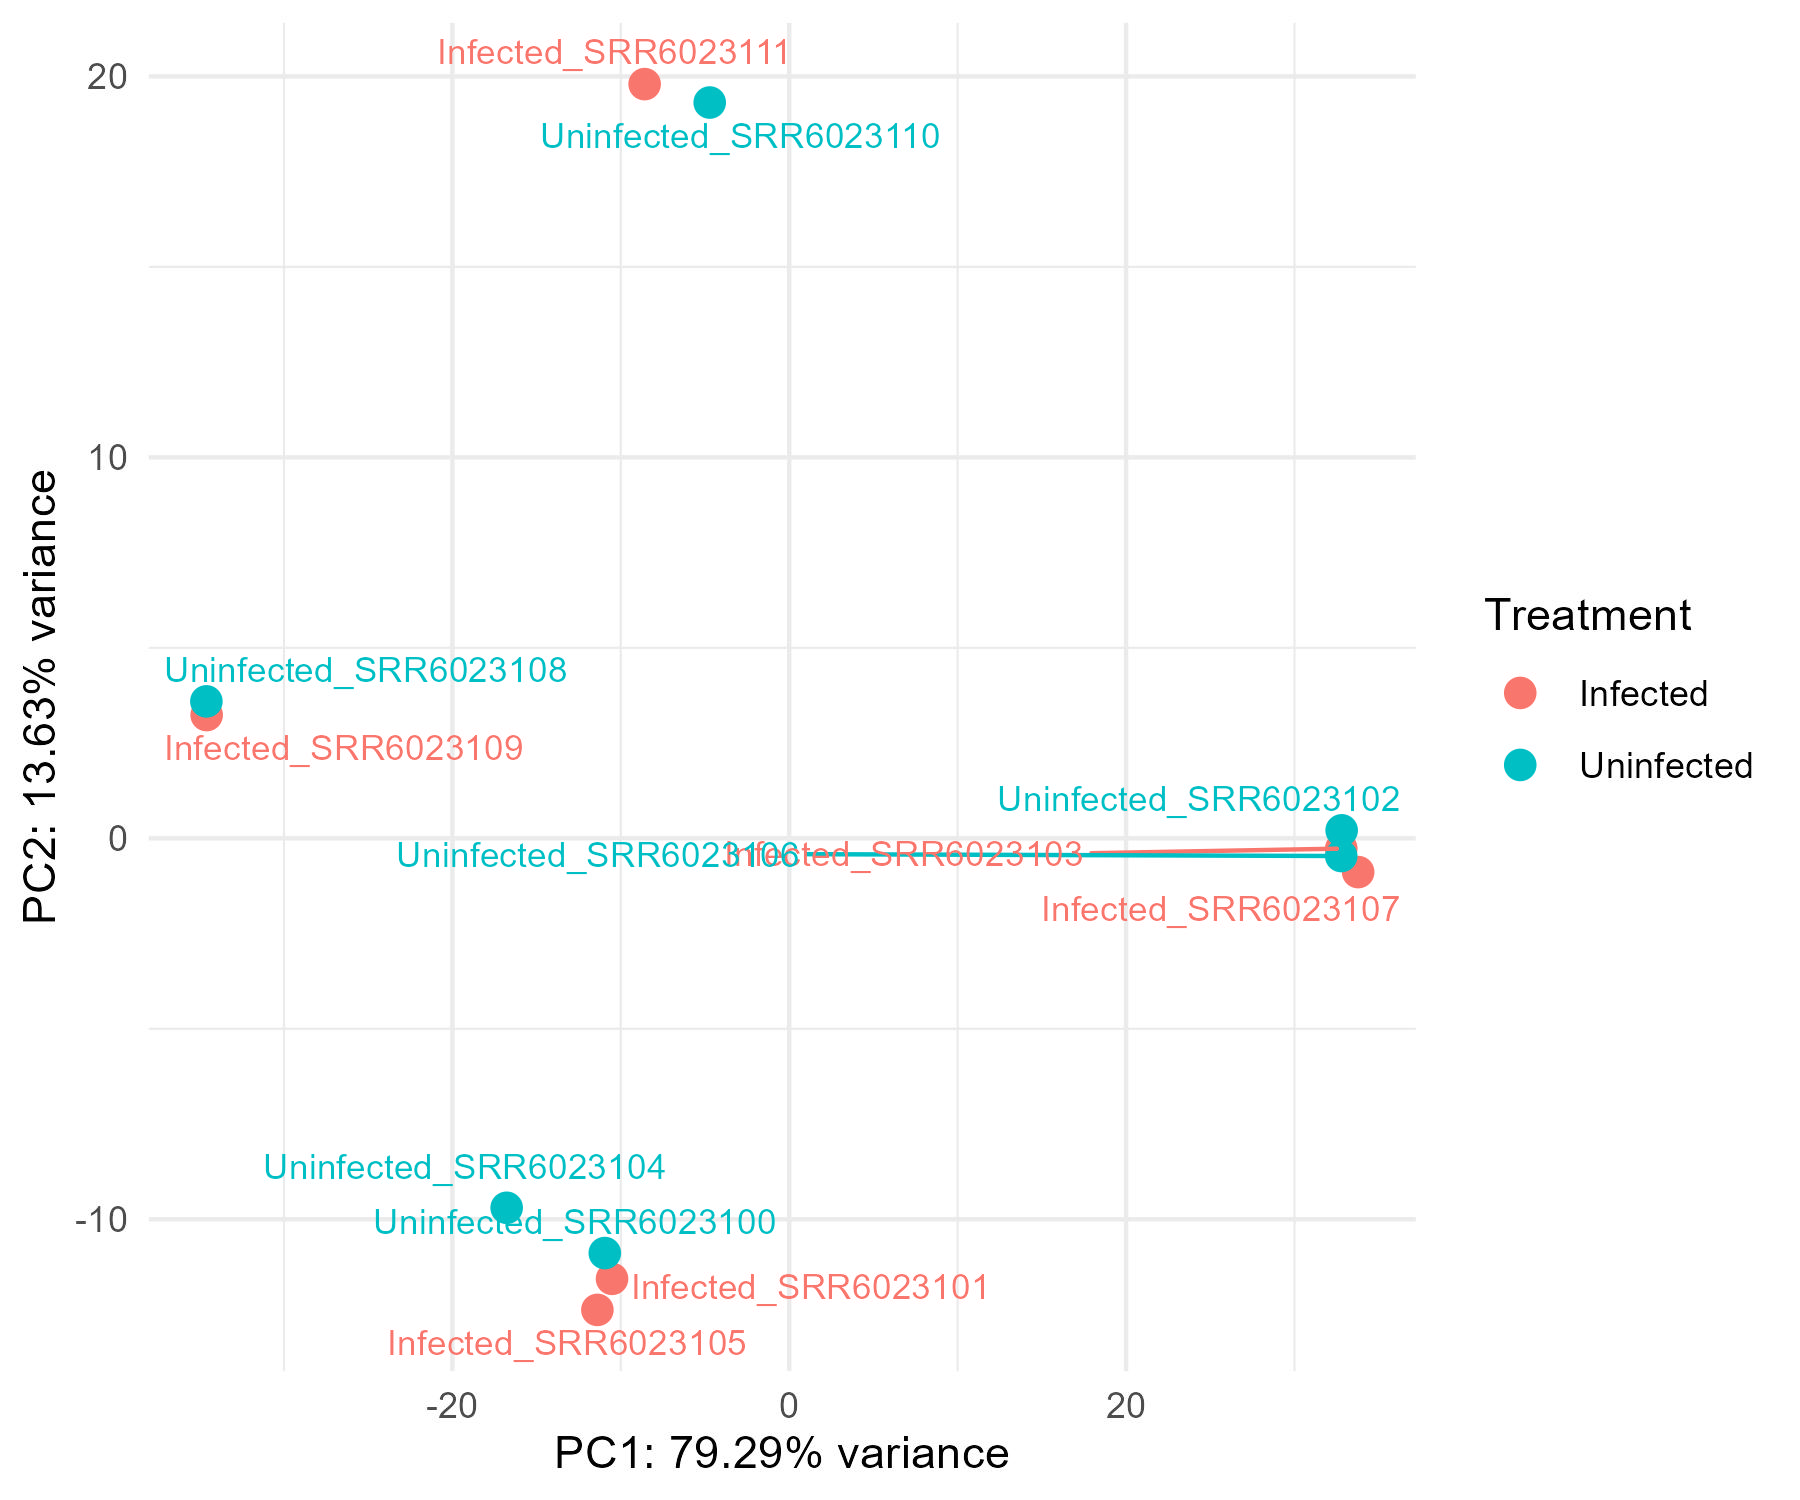 Infected_SRR6023111
20
Uninfected_SRR6023110
10
PC2: 13.63% variance
Uninfected_SRR6023108
Infected_SRR6023109
Treatment
Infected
Uninfected
Uninfected_SRR6023102
0
Uninfected_SRR6023106
Infected_SRR6023103
Infected_SRR6023107
Uninfected_SRR6023104
-10
Uninfected_SRR6023100
Infected_SRR6023101
Infected_SRR6023105
-20 0 20
PC1: 79.29% variance